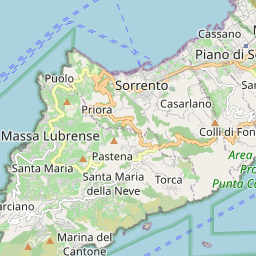 Cassano
Piano di So
Puolo
Sorrento
San
Priora
Casarlano
Massa Lubrense
Colli di Fon
Pastena
Area
Pro
Santa Maria
Santa Maria
della Neve
Torca
Punta Ca
arciano
Marina del
Cantone